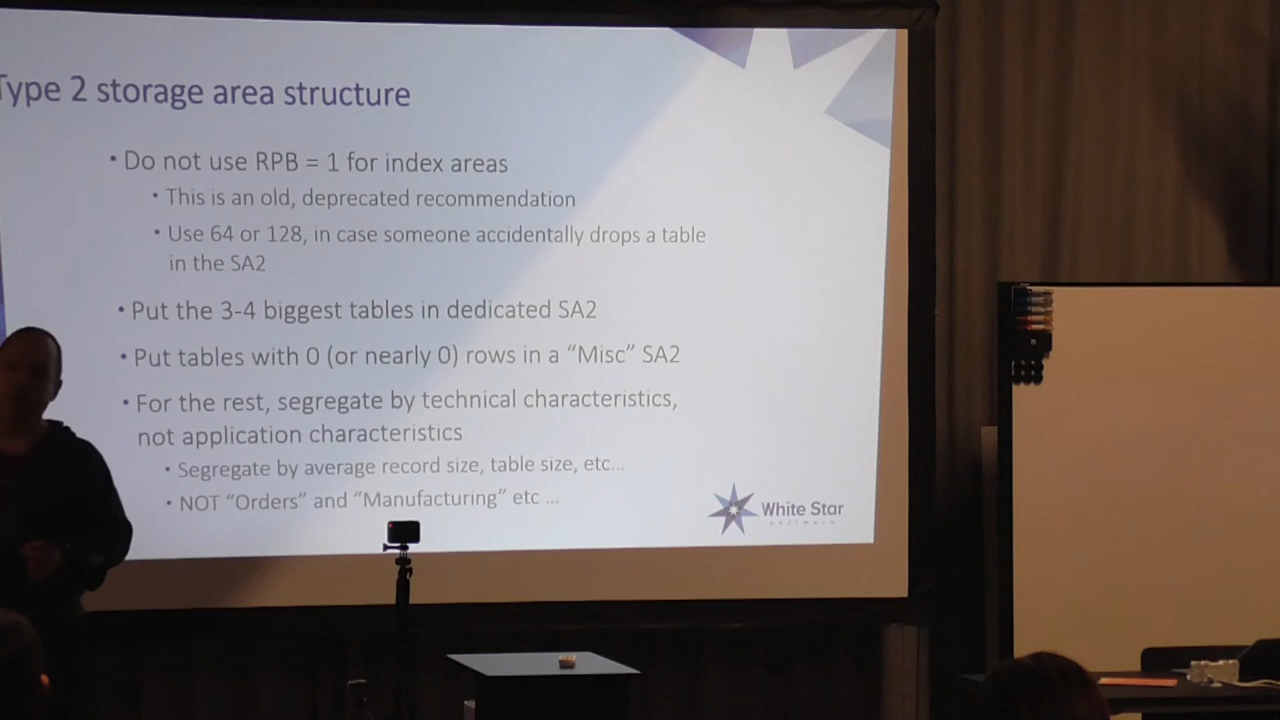 Type 2 storage area structure
• Do not use RPB = 1 for index areas
• This is an old, deprecated recommendation
• Use 64 or 128, in case someone accidentally drops a table
in the SA2
• Put the 3-4 biggest tables in dedicated SA2
• Put tables with 0 (or nearly 0) rows in a “Misc” SA2
• For the rest, segregate by technical characteristics,
not application characteristics
• Segregate by average record size, table size, etc...
• NOT “Orders” and “Manufacturing” etc ...
White Star
software